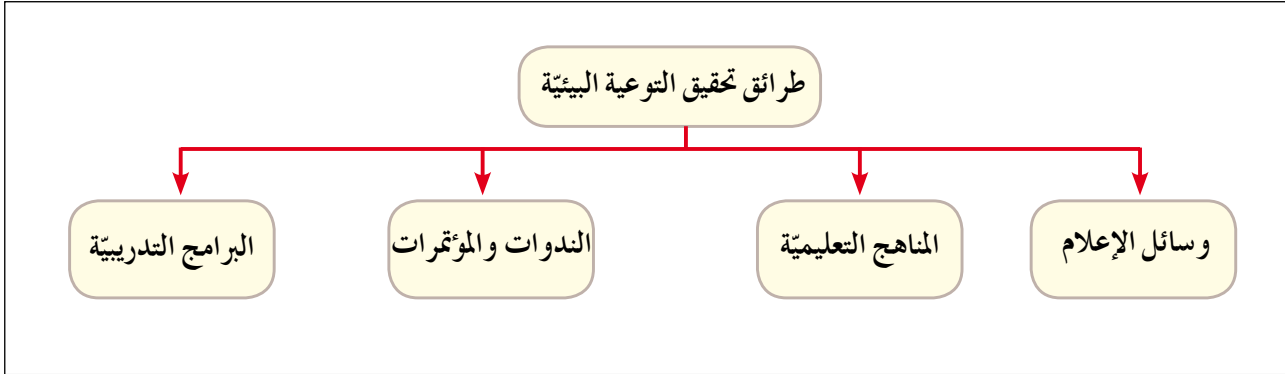 طرائق تحقيق التوعية البيئيّة
وسائل الإعلام
المناهج التعليميّة
الندوات والمؤتمرات
البرامج التدريبيّة